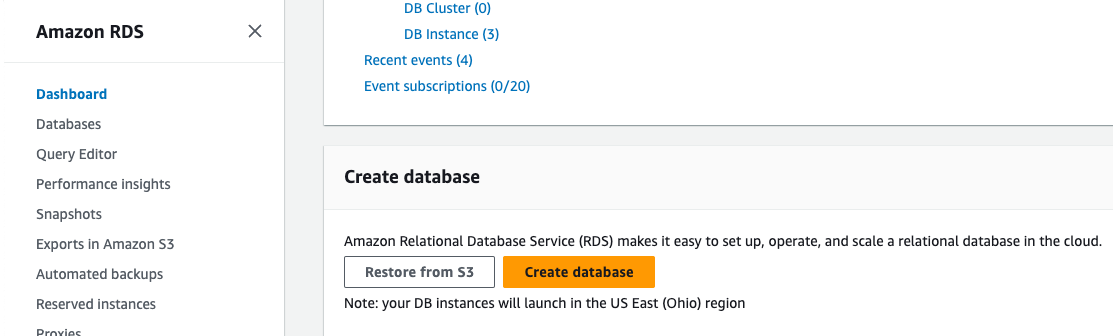 Amazon RDS
Dashboard
Databases
Query Editor
Performance insights
Snapshots
Exports in Amazon S3
Automated backups
Reserved instances
Proxies
DB Cluster (0)
DB Instance (3)
Recent events (4)
Event subscriptions (0/20)
Create database
Amazon Relational Database Service (RDS) makes it easy to set up, operate, and scale a relational database in the cloud.
Restore from S3 Create database
Note: your DB instances will launch in the US East (Ohio) region